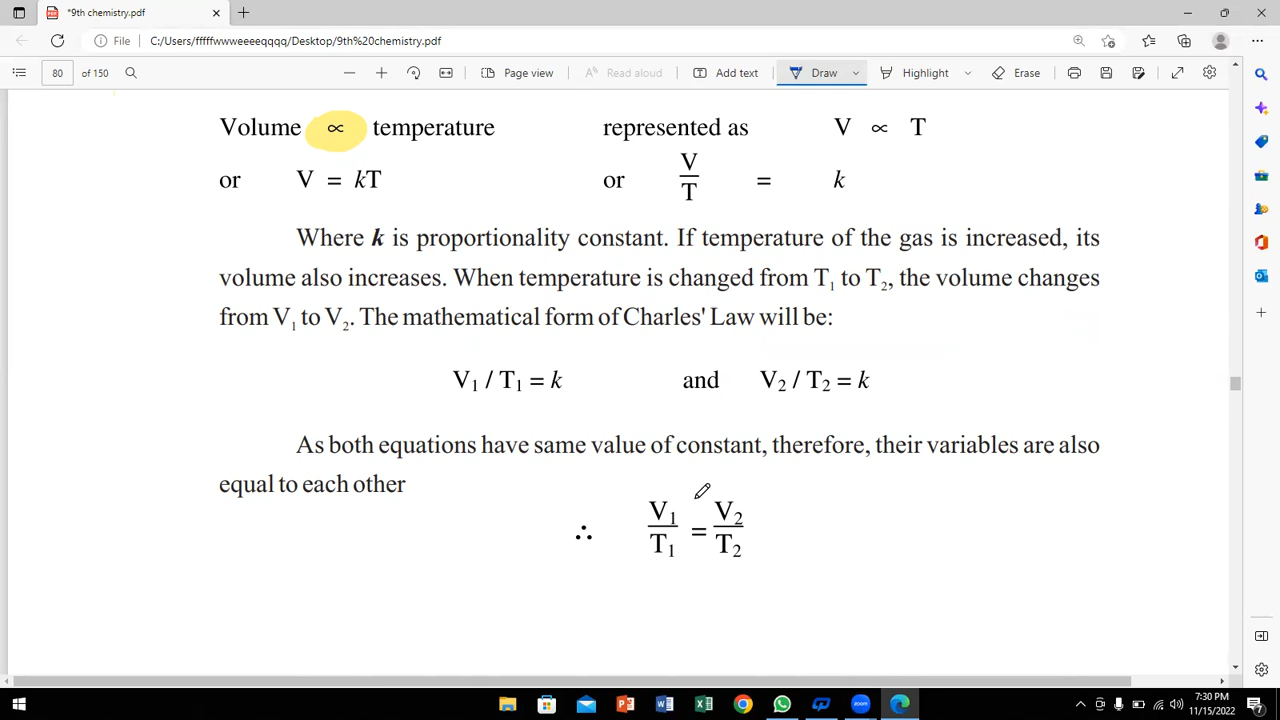 *9th chemistry.pdf
File C:/Users/fffffwwweeeeqqqq/Desktop/9th%20chemistry.pdf
80 of 150 Page view Read aloud Add text Draw Highlight Erase
Volume ∝ temperature represented as V ∝ T
or V = kT or V/T = k
Where k is proportionality constant. If temperature of the gas is increased, its
volume also increases. When temperature is changed from T₁ to T₂, the volume changes
from V₁ to V₂. The mathematical form of Charles' Law will be:
V₁ / T₁ = k and V₂ / T₂ = k
As both equations have same value of constant, therefore, their variables are also
equal to each other
∴ V₁/T₁ = V₂/T₂
zoom
7:30 PM
11/15/2022